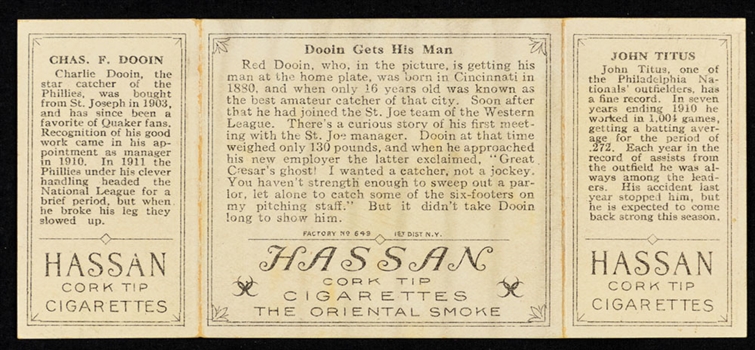 CHAS. F. DOOIN
Charlie Dooin, the
star catcher of the
Phillies, was bought
from St. Joseph in 1903,
and has since been a
favorite of Quaker fans.
Recognition of his good
work came in his ap-
pointment as manager
in 1910. In 1911 the
Phillies under his clever
handling headed the
National League for a
brief period, but when
he broke his leg they
slowed up.
HASSAN
CORK TIP
CIGARETTES
Dooin Gets His Man
Red Dooin, who, in the picture, is getting his
man at the home plate, was born in Cincinnati in
1880, and when only 16 years old was known as
the best amateur catcher of that city. Soon after
that he had joined the St. Joe team of the Western
League. There's a curious story of his first meet-
ing with the St. Joe manager. Dooin at that time
weighed only 130 pounds, and when he approached
his new employer the latter exclaimed, "Great
Cæsar's ghost! I wanted a catcher, not a jockey.
You haven't strength enough to sweep out a par-
lor, let alone to catch some of the six-footers on
my pitching staff." But it didn't take Dooin
long to show him.
FACTORY No 649 1ST DIST N.Y.
HASSAN
CORK TIP
CIGARETTES
THE ORIENTAL SMOKE
JOHN TITUS
John Titus, one of
the Philadelphia Na-
tionals' outfielders, has
a fine record. In seven
years ending 1910 he
worked in 1,004 games,
getting a batting aver-
age for the period of
.272. Each year in the
record of assists from
the outfield he was al-
ways among the lead-
ers. His accident last
year stopped him, but
he is expected to come
back strong this season.
HASSAN
CORK TIP
CIGARETTES